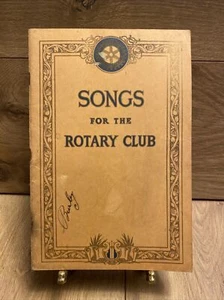 SONGS
FOR THE
ROTARY CLUB